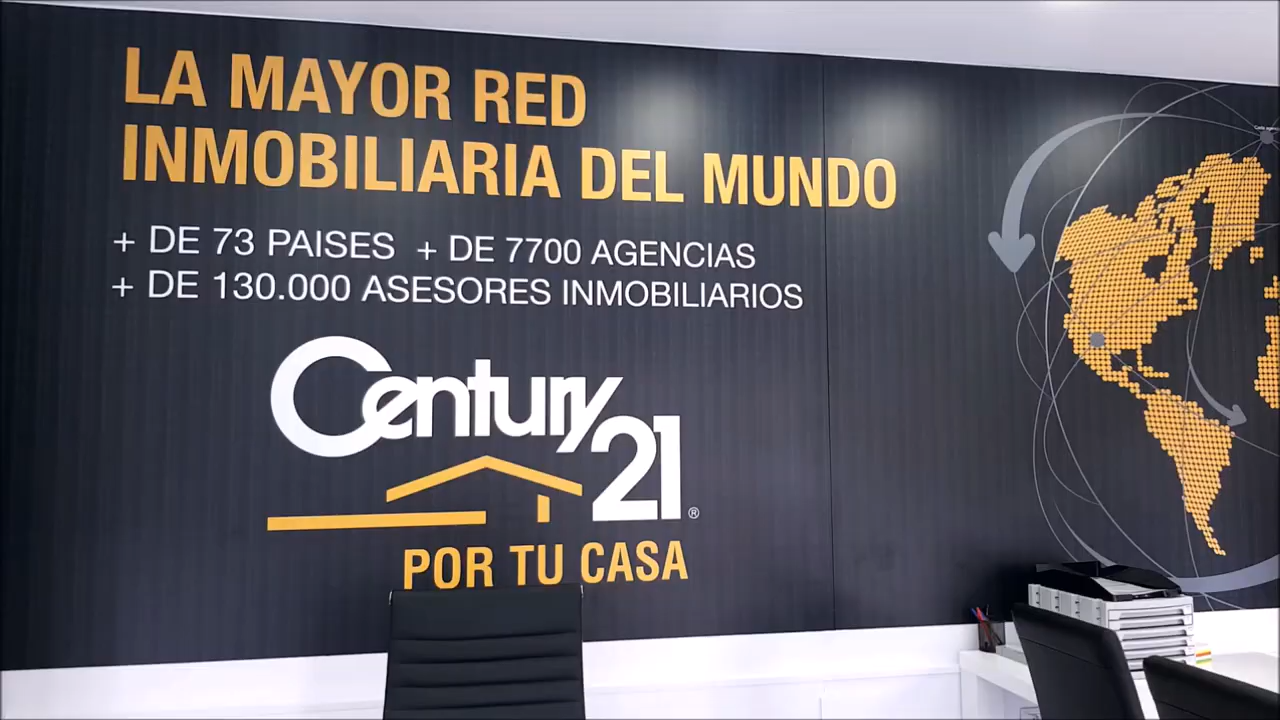 LA MAYOR RED
INMOBILIARIA DEL MUNDO
+ DE 73 PAISES + DE 7700 AGENCIAS
+ DE 130.000 ASESORES INMOBILIARIOS
Century
21®
POR TU CASA